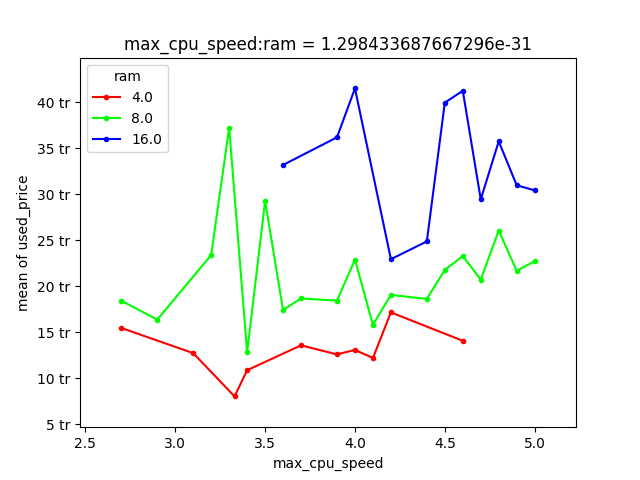 max_cpu_speed:ram = 1.298433687667296e-31
ram
4.0
8.0
16.0
40 tr
35 tr
30 tr
25 tr
20 tr
15 tr
10 tr
5 tr
mean of used_price
2.5 3.0 3.5 4.0 4.5 5.0
max_cpu_speed